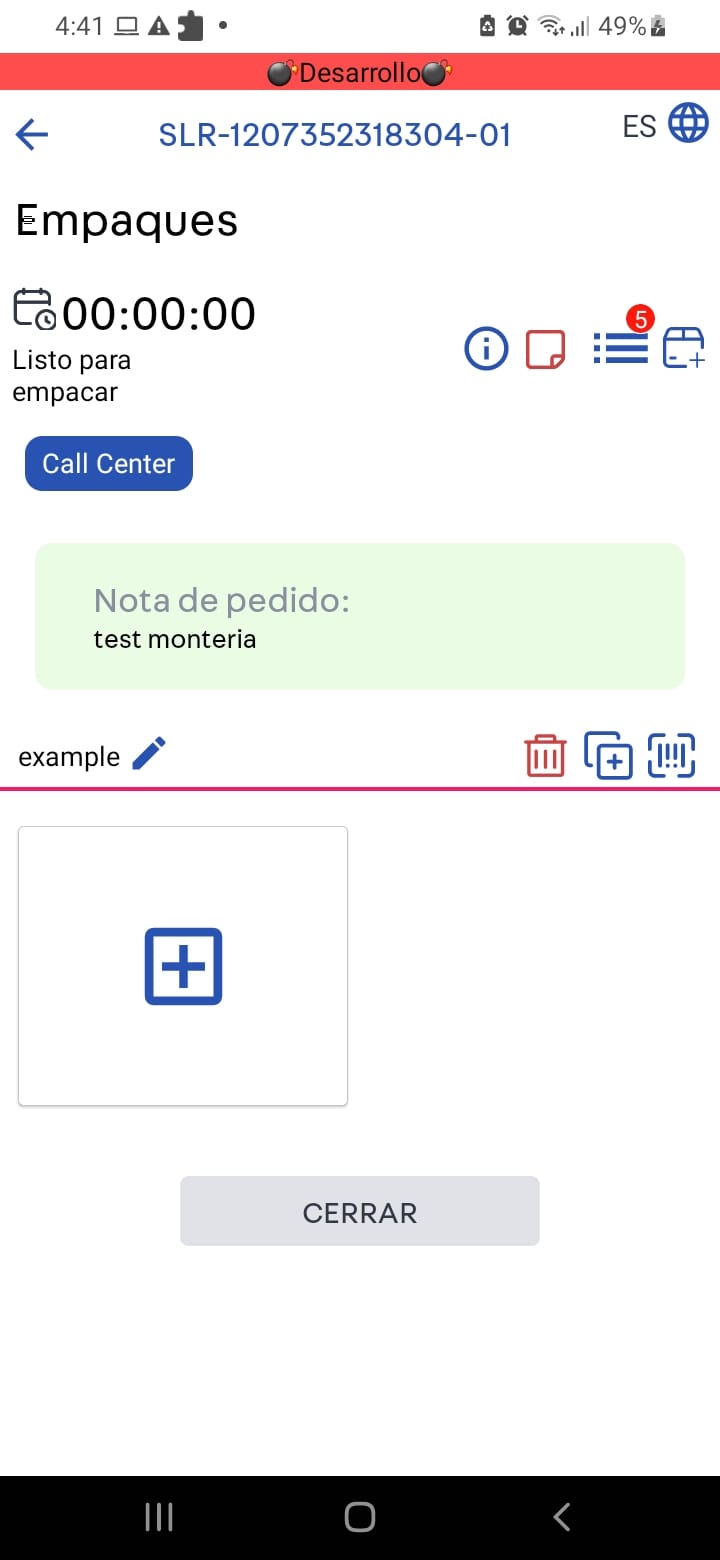 4:41
49%
Desarrollo
SLR-1207352318304-01
ES
Empaques
00:00:00
5
Listo para
empacar
Call Center
Nota de pedido:
test monteria
example
CERRAR